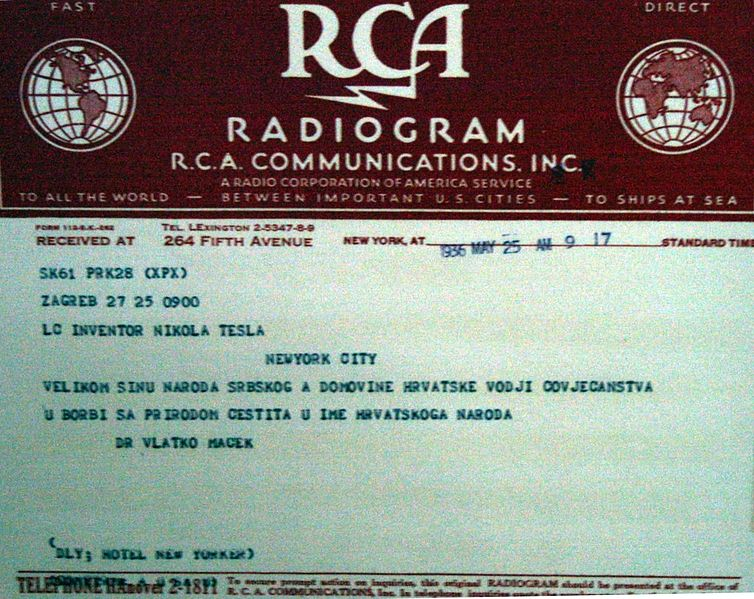 FAST
DIRECT
RCA
RADIOGRAM
R.C.A. COMMUNICATIONS, INC.
A RADIO CORPORATION OF AMERICA SERVICE
TO ALL THE WORLD — BETWEEN IMPORTANT U.S. CITIES — TO SHIPS AT SEA
FORM 112-S.K.-262 TEL. LEXINGTON 2-5347-8-9
RECEIVED AT 264 FIFTH AVENUE NEW YORK, AT 1936 MAY 25 AM 9 17 STANDARD TIME
SK61 PRK28 (XPX)
ZAGREB 27 25 0900
LC INVENTOR NIKOLA TESLA
NEWYORK CITY
VELIKOM SINU NARODA SRBSKOG A DOMOVINE HRVATSKE VODJI COVJECANSTVA
U BORBI SA PRIRODOM CESTITA U IME HRVATSKOGA NARODA
DR VLATKO MACEK
(DLY; HOTEL NEW YORKER)
TELEPHONE HAnover 2-1811 To secure prompt action on inquiries, this original RADIOGRAM should be presented at the office of
R. C. A. COMMUNICATIONS, Inc. In telephone inquiries quote the